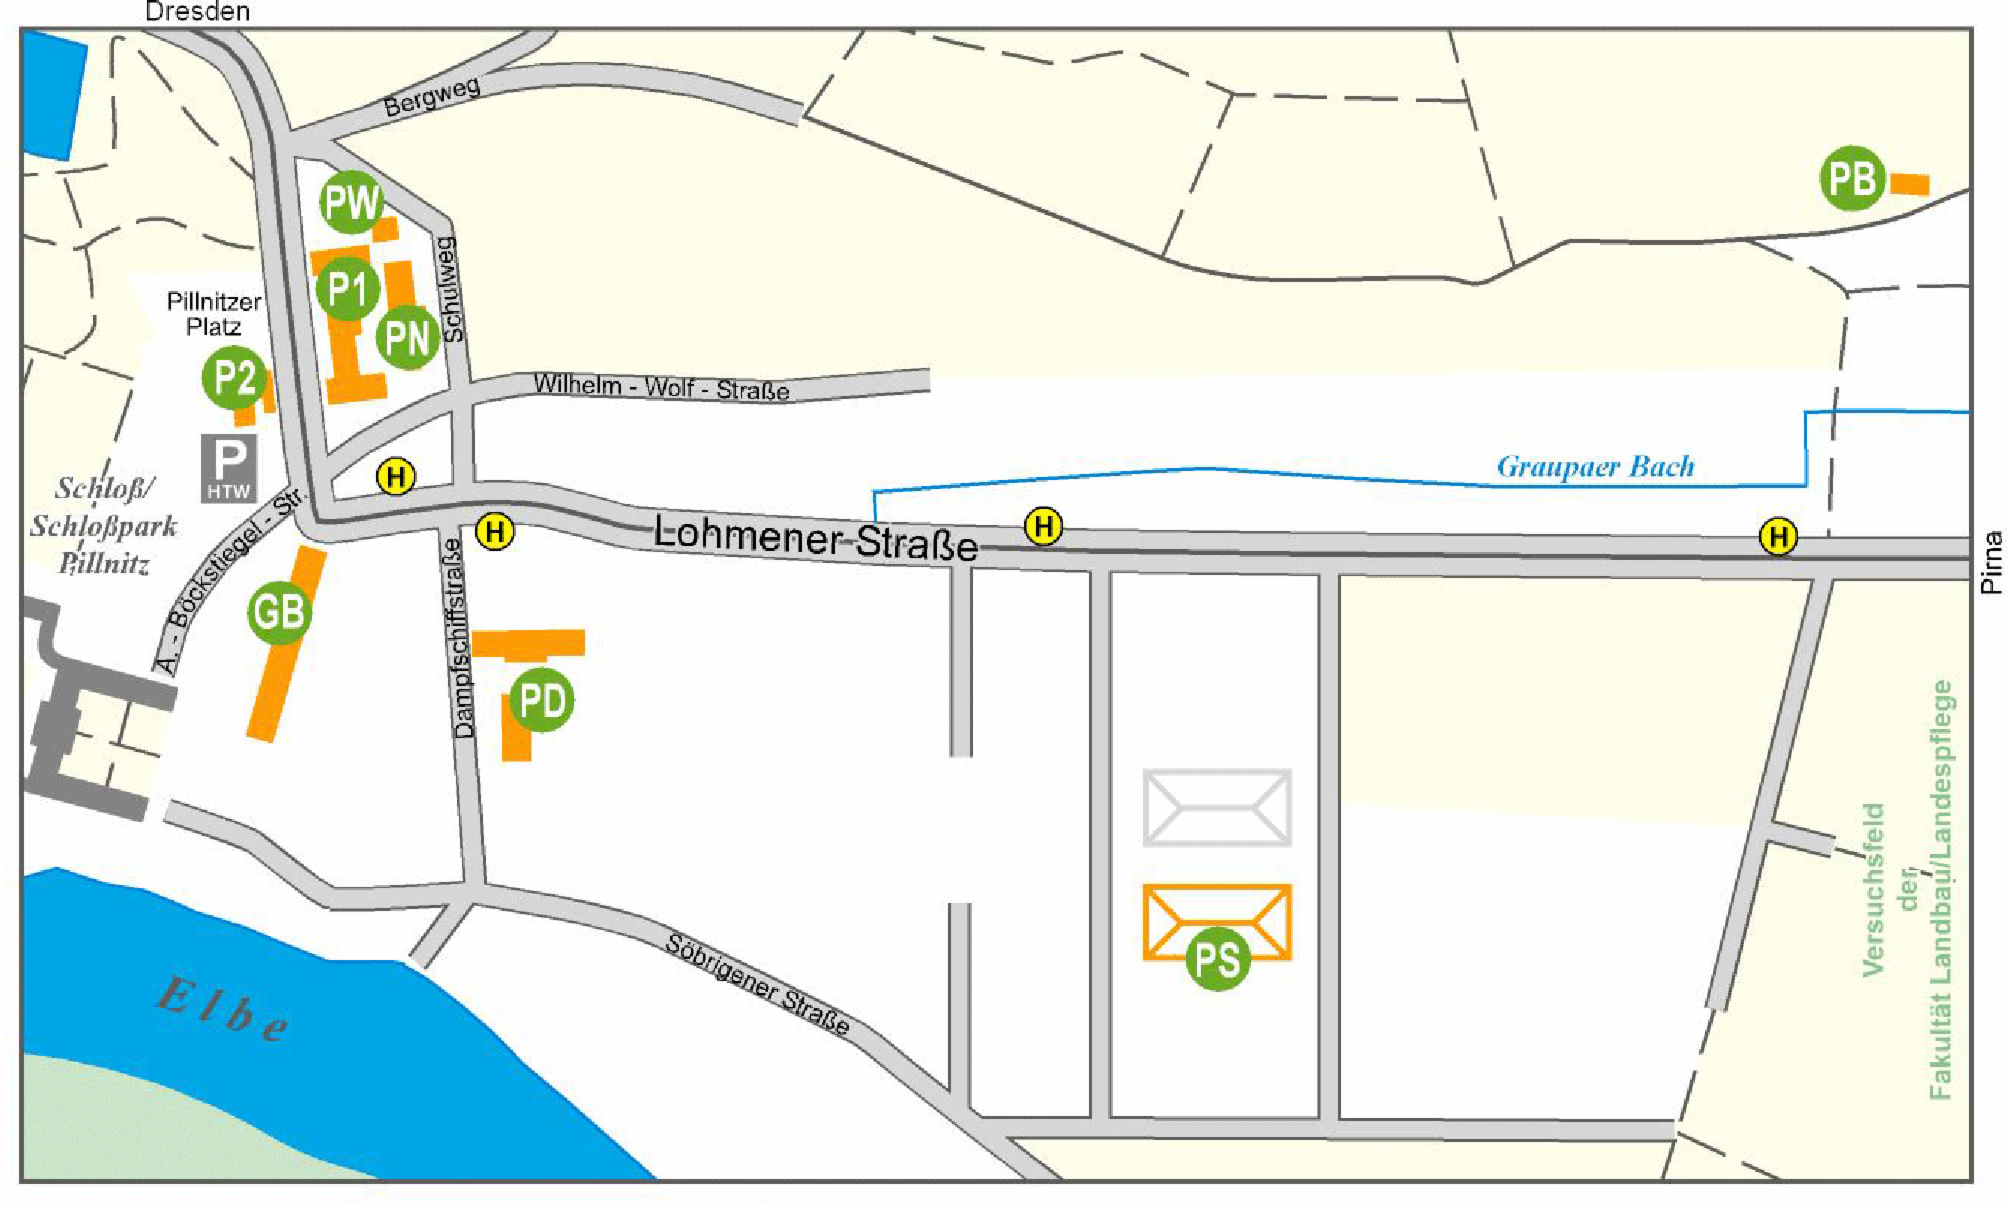 Dresden
Bergweg
PW
PB
Schulweg
P1
Pillnitzer
Platz
PN
P2
Wilhelm - Wolf - Straße
P
HTW
H
Graupaer Bach
Schloß/
Schloßpark
Pillnitz
A. - Böckstiegel - Str.
H
Lohmener Straße
H
H
Pirna
GB
Dampfschiffstraße
PD
PS
Versuchsfeld
der
Fakultät Landbau/Landespflege
Söbrigener Straße
Elbe